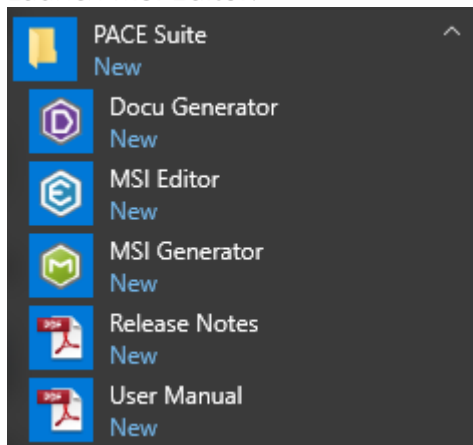 PACE Suite
New
Docu Generator
New
MSI Editor
New
MSI Generator
New
Release Notes
New
User Manual
New